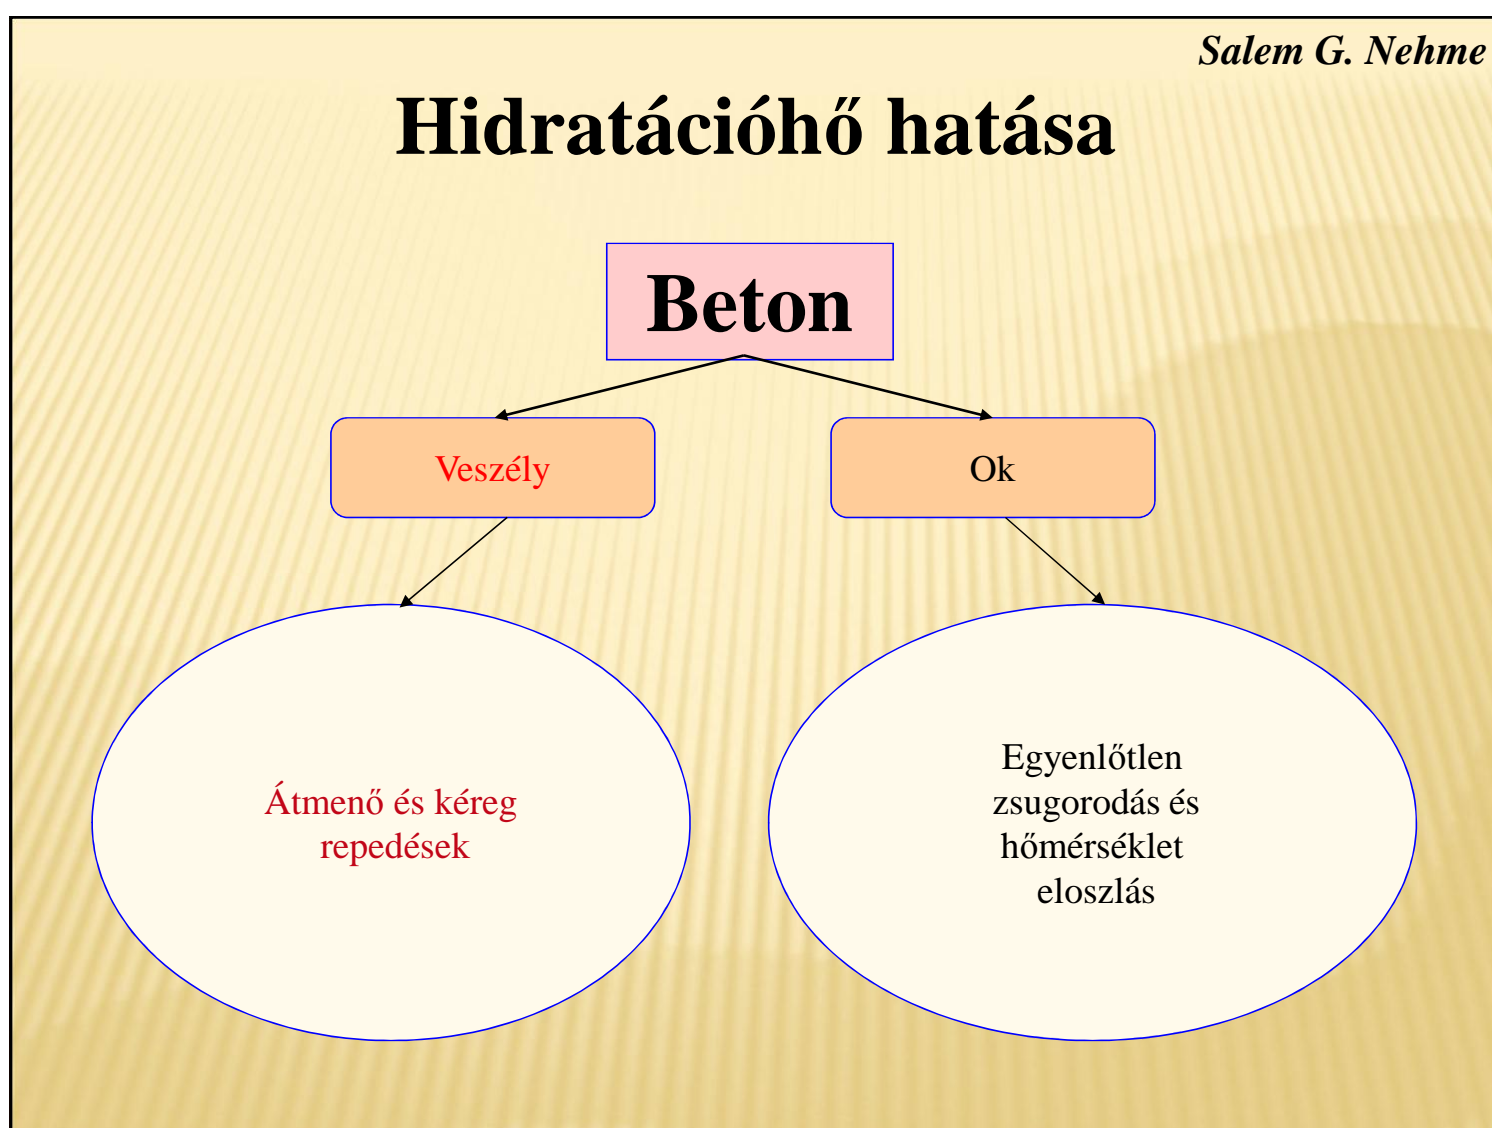 Salem G. Nehme
Hidratációhő hatása
Beton
Veszély
Ok
Átmenő és kéreg
repedések
Egyenlőtlen
zsugorodás és
hőmérséklet
eloszlás